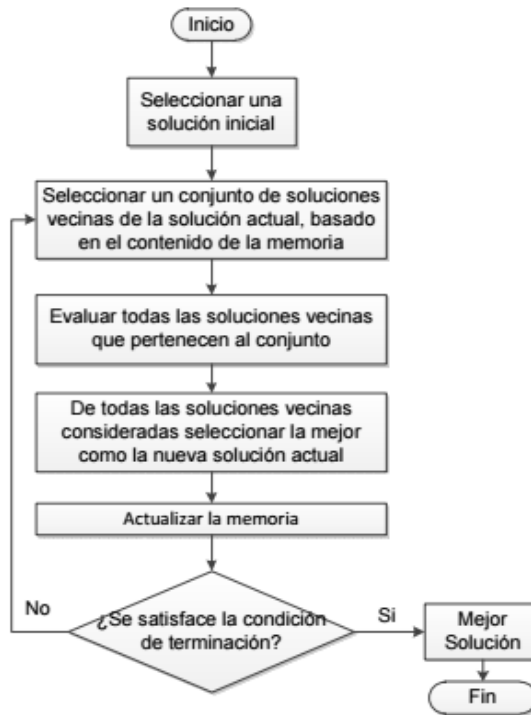 Inicio
Seleccionar una
solución inicial
Seleccionar un conjunto de soluciones
vecinas de la solución actual, basado
en el contenido de la memoria
Evaluar todas las soluciones vecinas
que pertenecen al conjunto
De todas las soluciones vecinas
consideradas seleccionar la mejor
como la nueva solución actual
Actualizar la memoria
¿Se satisface la condición
de terminación?
No
Si
Mejor
Solución
Fin